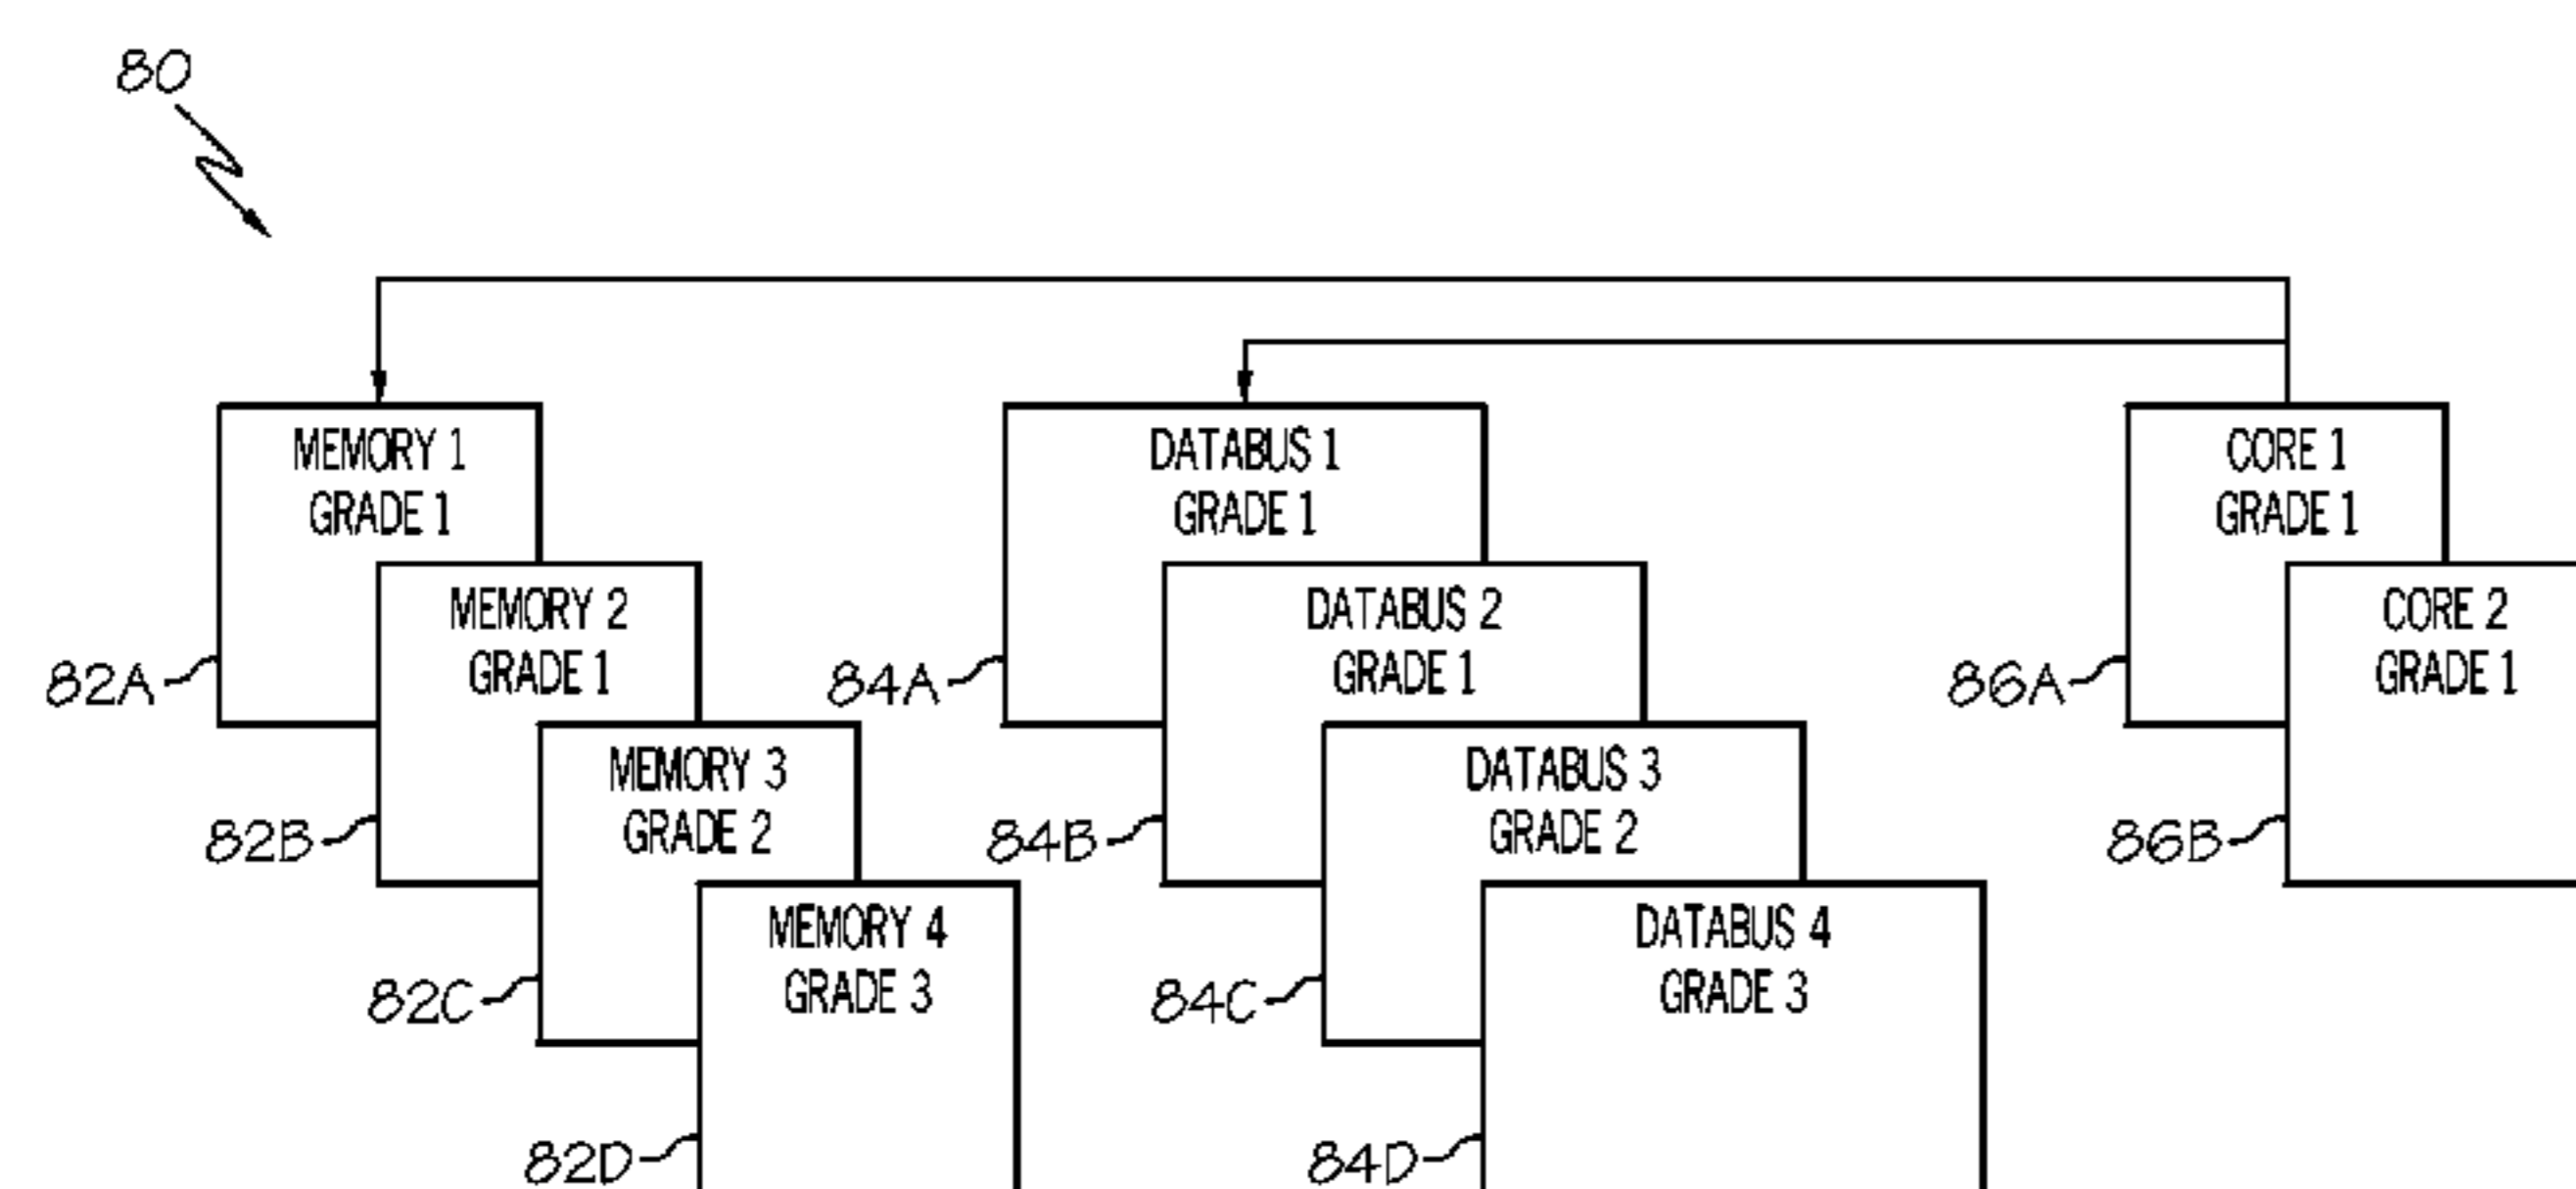 80
MEMORY 1
GRADE 1
DATABUS 1
GRADE 1
CORE 1
GRADE 1
MEMORY 2
GRADE 1
DATABUS 2
GRADE 1
CORE 2
GRADE 1
82A
84A
86A
MEMORY 3
GRADE 2
DATABUS 3
GRADE 2
82B
84B
86B
MEMORY 4
GRADE 3
DATABUS 4
GRADE 3
82C
84C
82D
84D